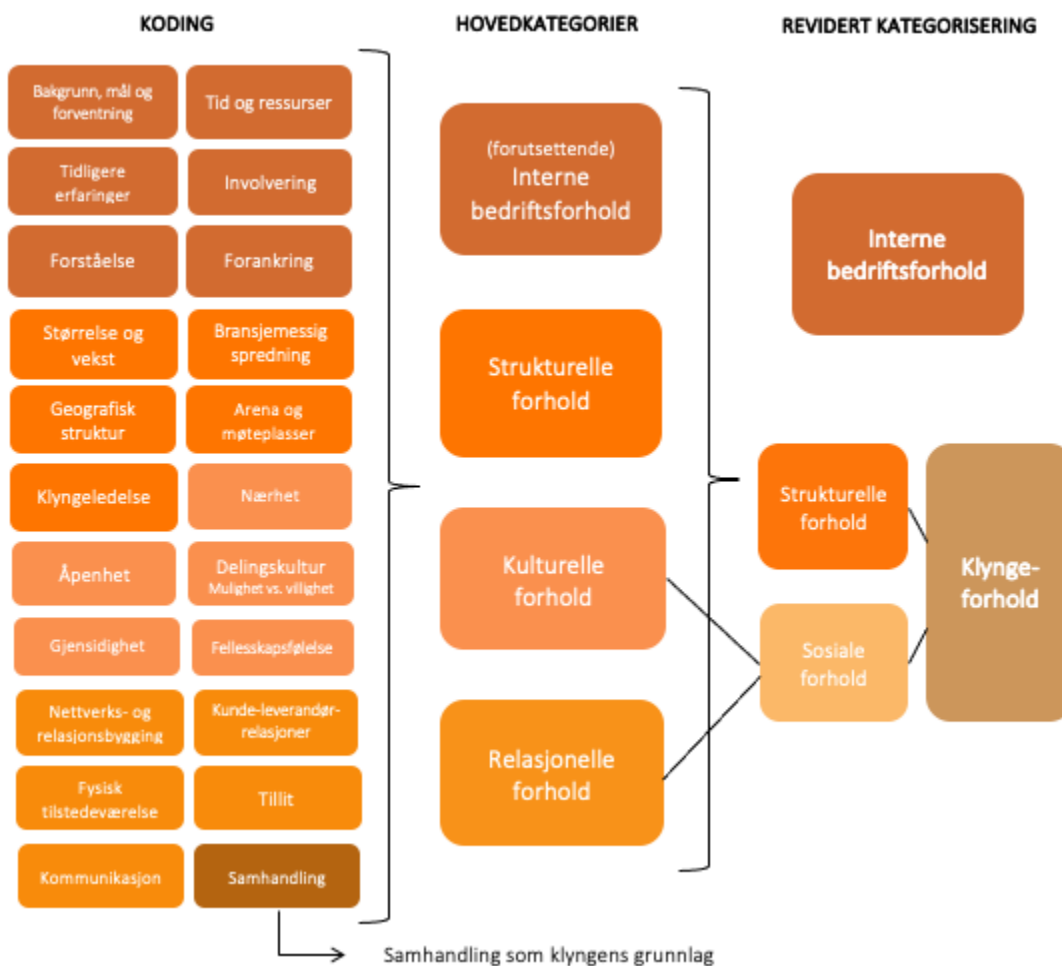 KODING
HOVEDKATEGORIER
REVIDERT KATEGORISERING
Bakgrunn, mål og
forventning
Tid og ressurser
Tidligere
erfaringer
Involvering
Forståelse
Forankring
Størrelse og
vekst
Bransjemessig
spredning
Geografisk
struktur
Arena og
møteplasser
Klyngeledelse
Nærhet
Åpenhet
Delingskultur
Mulighet vs. villighet
Gjensidighet
Fellesskapsfølelse
Nettverks- og
relasjonsbygging
Kunde-leverandør-
relasjoner
Fysisk
tilstedeværelse
Tillit
Kommunikasjon
Samhandling
Samhandling som klyngens grunnlag
(forutsettende)
Interne
bedriftsforhold
Strukturelle
forhold
Kulturelle
forhold
Relasjonelle
forhold
Interne
bedriftsforhold
Strukturelle
forhold
Sosiale
forhold
Klynge-
forhold